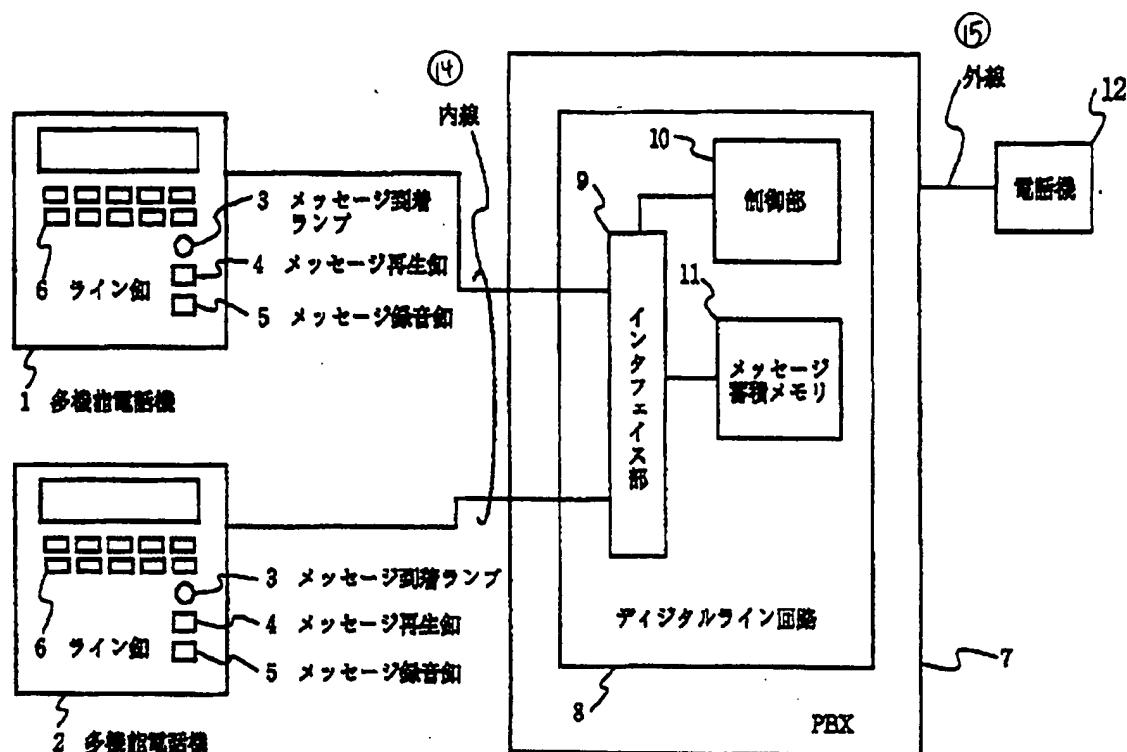 ⑮
⑭
外線
12
内線
電話機
10
制御部
9
3 メッセージ到着
ランプ
4 メッセージ再生釦
5 メッセージ録音釦
6 ライン釦
11
インタフェイス部
メッセージ
蓄積メモリ
1 多機能電話機
3 メッセージ到着ランプ
4 メッセージ再生釦
5 メッセージ録音釦
6 ライン釦
ディジタルライン回路
7
8
PBX
2 多機能電話機